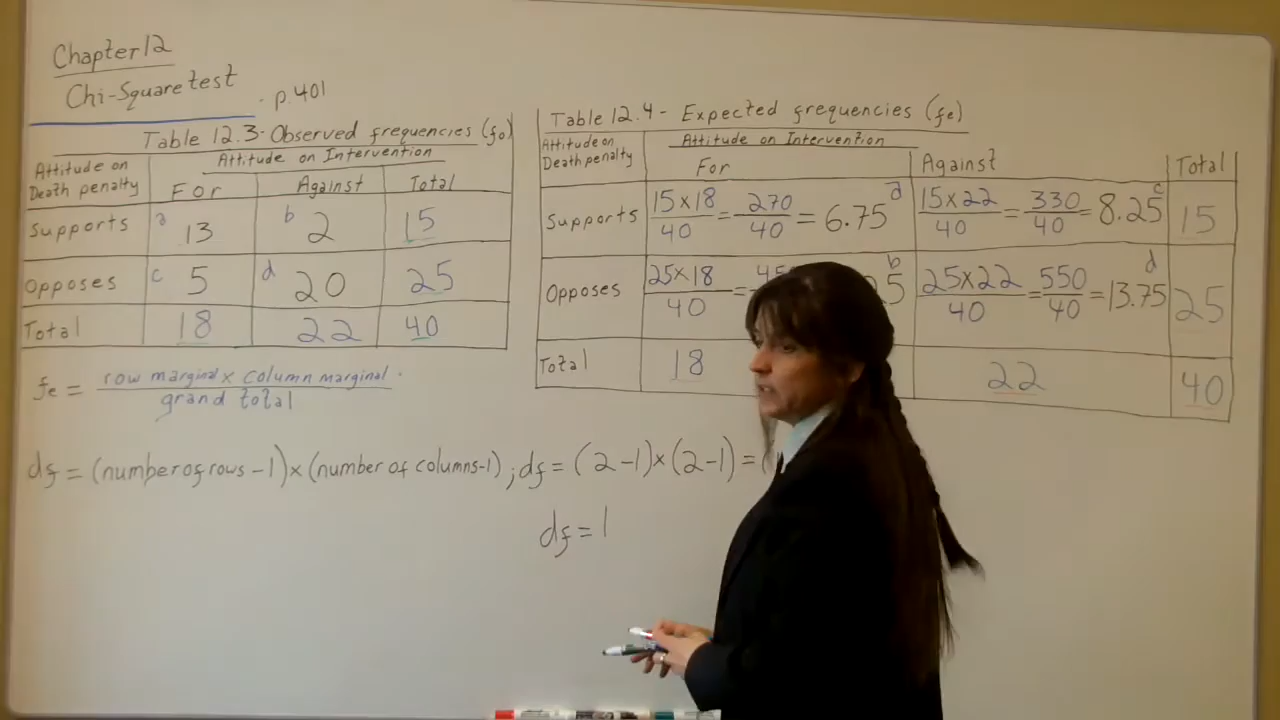 Chapter 12
Chi-Square test
. p.401
Table 12.3-Observed frequencies (fo)
Attitude on Death penalty
Attitude on Intervention
For Against Total
Supports a 13 b 2 15
Opposes c 5 d 20 25
Total 18 22 40
fe = row marginal x column marginal.
grand total
df = (number of rows -1)x(number of columns-1); df = (2-1)x(2-1) = (
df = 1
Table 12.4- Expected frequencies (fe)
Attitude on Death penalty
Attitude on Intervention
For Against Total
Supports 15x18/40 = 270/40 = 6.75 a 15x22/40 = 330/40 = 8.25 c 15
Opposes 25x18/40 = 5 b 25x22/40 = 550/40 = 13.75 d 25
Total 18 22 40